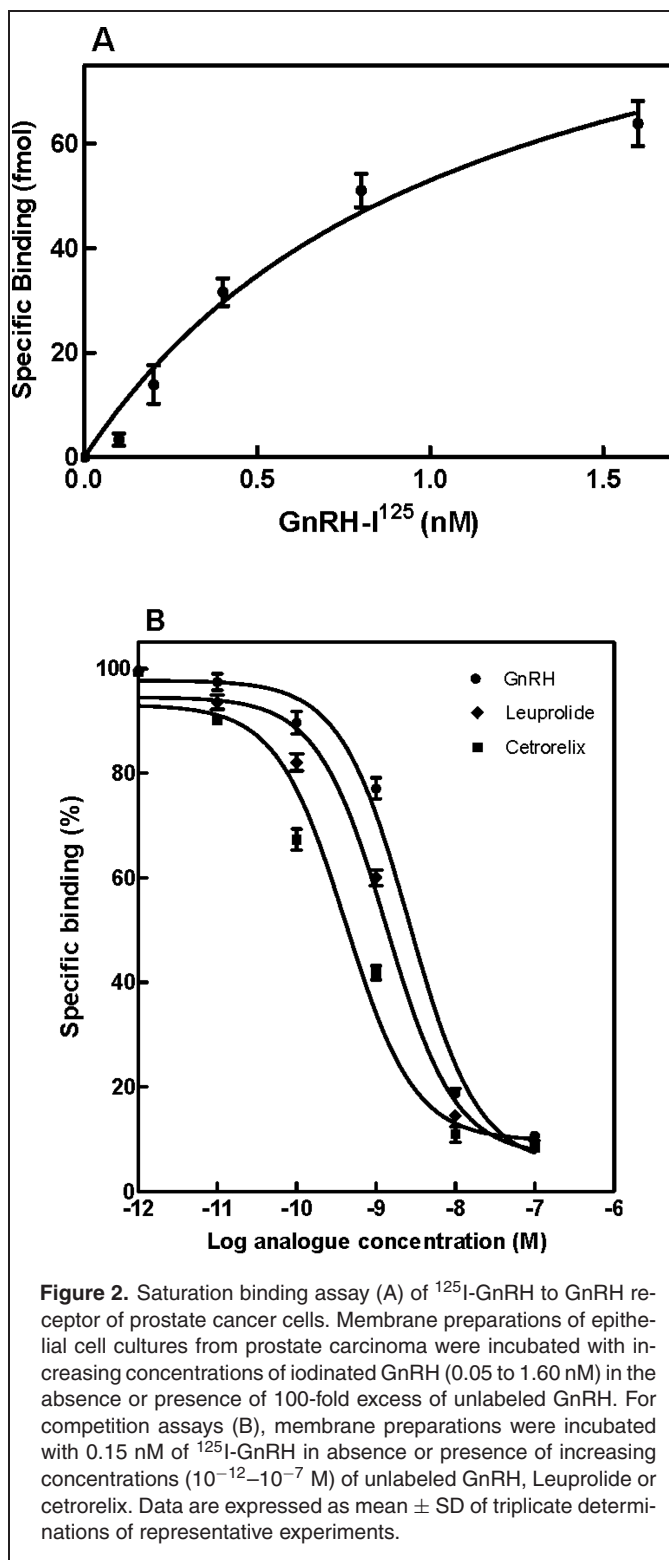 A
Specific Binding (fmol)
60
40
20
0
0.0 0.5 1.0 1.5
GnRH-I¹²⁵ (nM)
B
Specific binding (%)
100
80
60
40
20
0
GnRH
Leuprolide
Cetrorelix
-12 -11 -10 -9 -8 -7 -6
Log analogue concentration (M)
Figure 2. Saturation binding assay (A) of ¹²⁵I-GnRH to GnRH re-
ceptor of prostate cancer cells. Membrane preparations of epithe-
lial cell cultures from prostate carcinoma were incubated with in-
creasing concentrations of iodinated GnRH (0.05 to 1.60 nM) in the
absence or presence of 100-fold excess of unlabeled GnRH. For
competition assays (B), membrane preparations were incubated
with 0.15 nM of ¹²⁵I-GnRH in absence or presence of increasing
concentrations (10⁻¹²–10⁻⁷ M) of unlabeled GnRH, Leuprolide or
cetrorelix. Data are expressed as mean ± SD of triplicate determi-
nations of representative experiments.